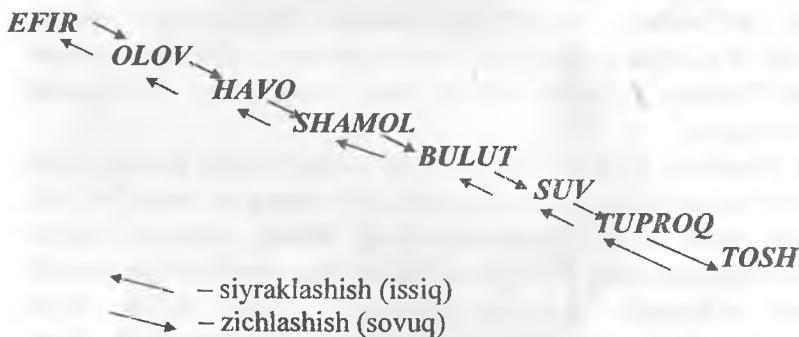 EFIR
OLOV
HAVO
SHAMOL
BULUT
SUV
TUPROQ
TOSH
– siyraklashish (issiq)
– zichlashish (sovuq)